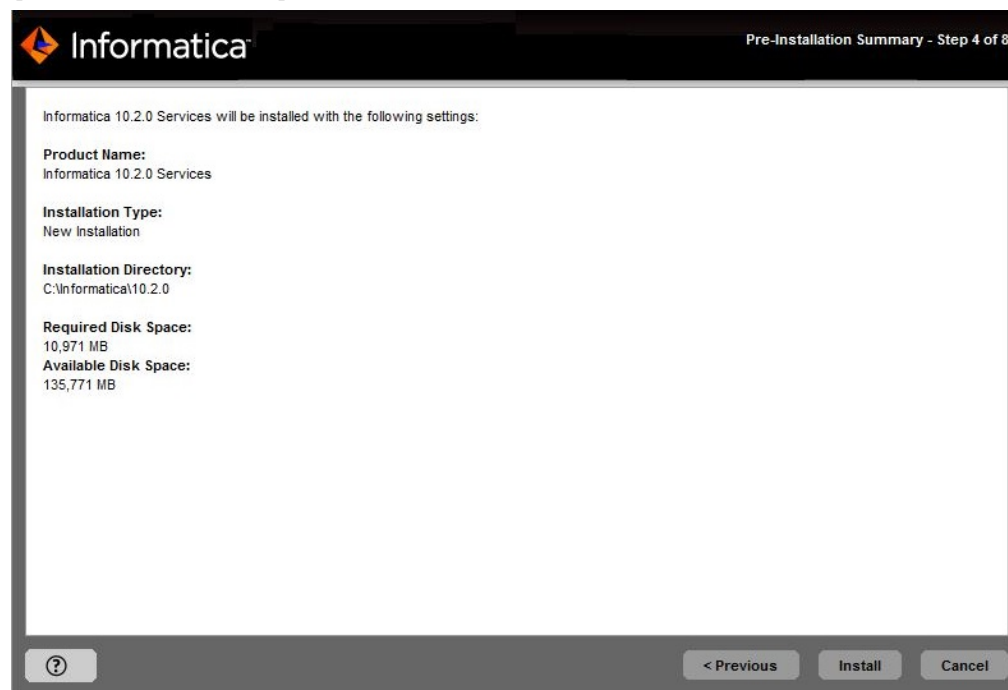 Informatica™
Pre-Installation Summary - Step 4 of 8
Informatica 10.2.0 Services will be installed with the following settings:
Product Name:
Informatica 10.2.0 Services
Installation Type:
New Installation
Installation Directory:
C:\Informatica\10.2.0
Required Disk Space:
10,971 MB
Available Disk Space:
135,771 MB
?
< Previous
Install
Cancel